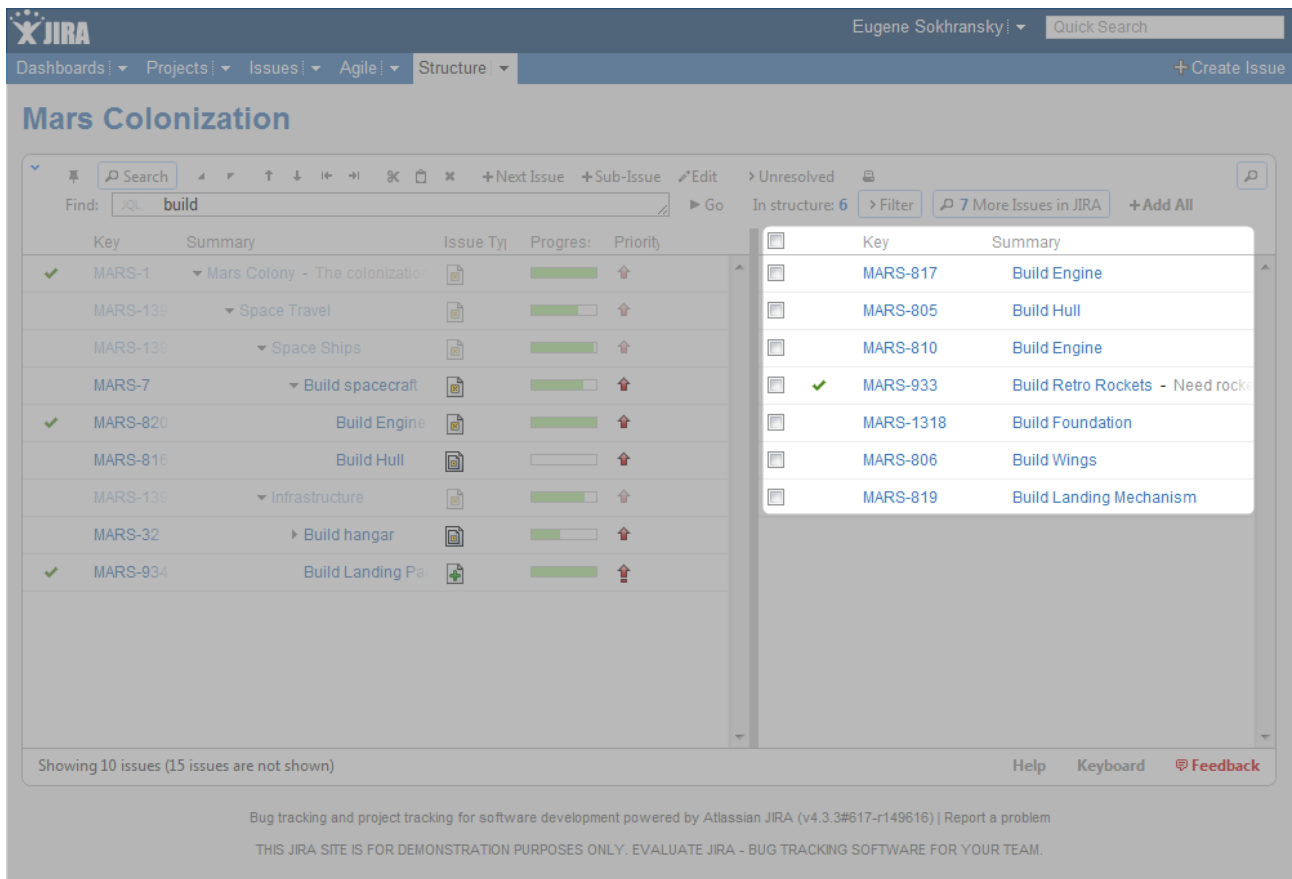 JIRA
Eugene Sokhransky Quick Search
Dashboards Projects Issues Agile Structure + Create Issue
Mars Colonization
Search +Next Issue +Sub-Issue Edit > Unresolved
Find: JQL build Go In structure: 6 > Filter 7 More Issues in JIRA +Add All
Key Summary Issue Ty Progres: Priority Key Summary
MARS-1 Mars Colony - The colonizatio MARS-817 Build Engine
MARS-130 Space Travel MARS-805 Build Hull
MARS-130 Space Ships MARS-810 Build Engine
MARS-7 Build spacecraft MARS-933 Build Retro Rockets - Need rocke
MARS-820 Build Engine MARS-1318 Build Foundation
MARS-816 Build Hull MARS-806 Build Wings
MARS-139 Infrastructure MARS-819 Build Landing Mechanism
MARS-32 Build hangar
MARS-934 Build Landing Pa
Showing 10 issues (15 issues are not shown) Help Keyboard Feedback
Bug tracking and project tracking for software development powered by Atlassian JIRA (v4.3.3#617-r149616) | Report a problem
THIS JIRA SITE IS FOR DEMONSTRATION PURPOSES ONLY. EVALUATE JIRA - BUG TRACKING SOFTWARE FOR YOUR TEAM.